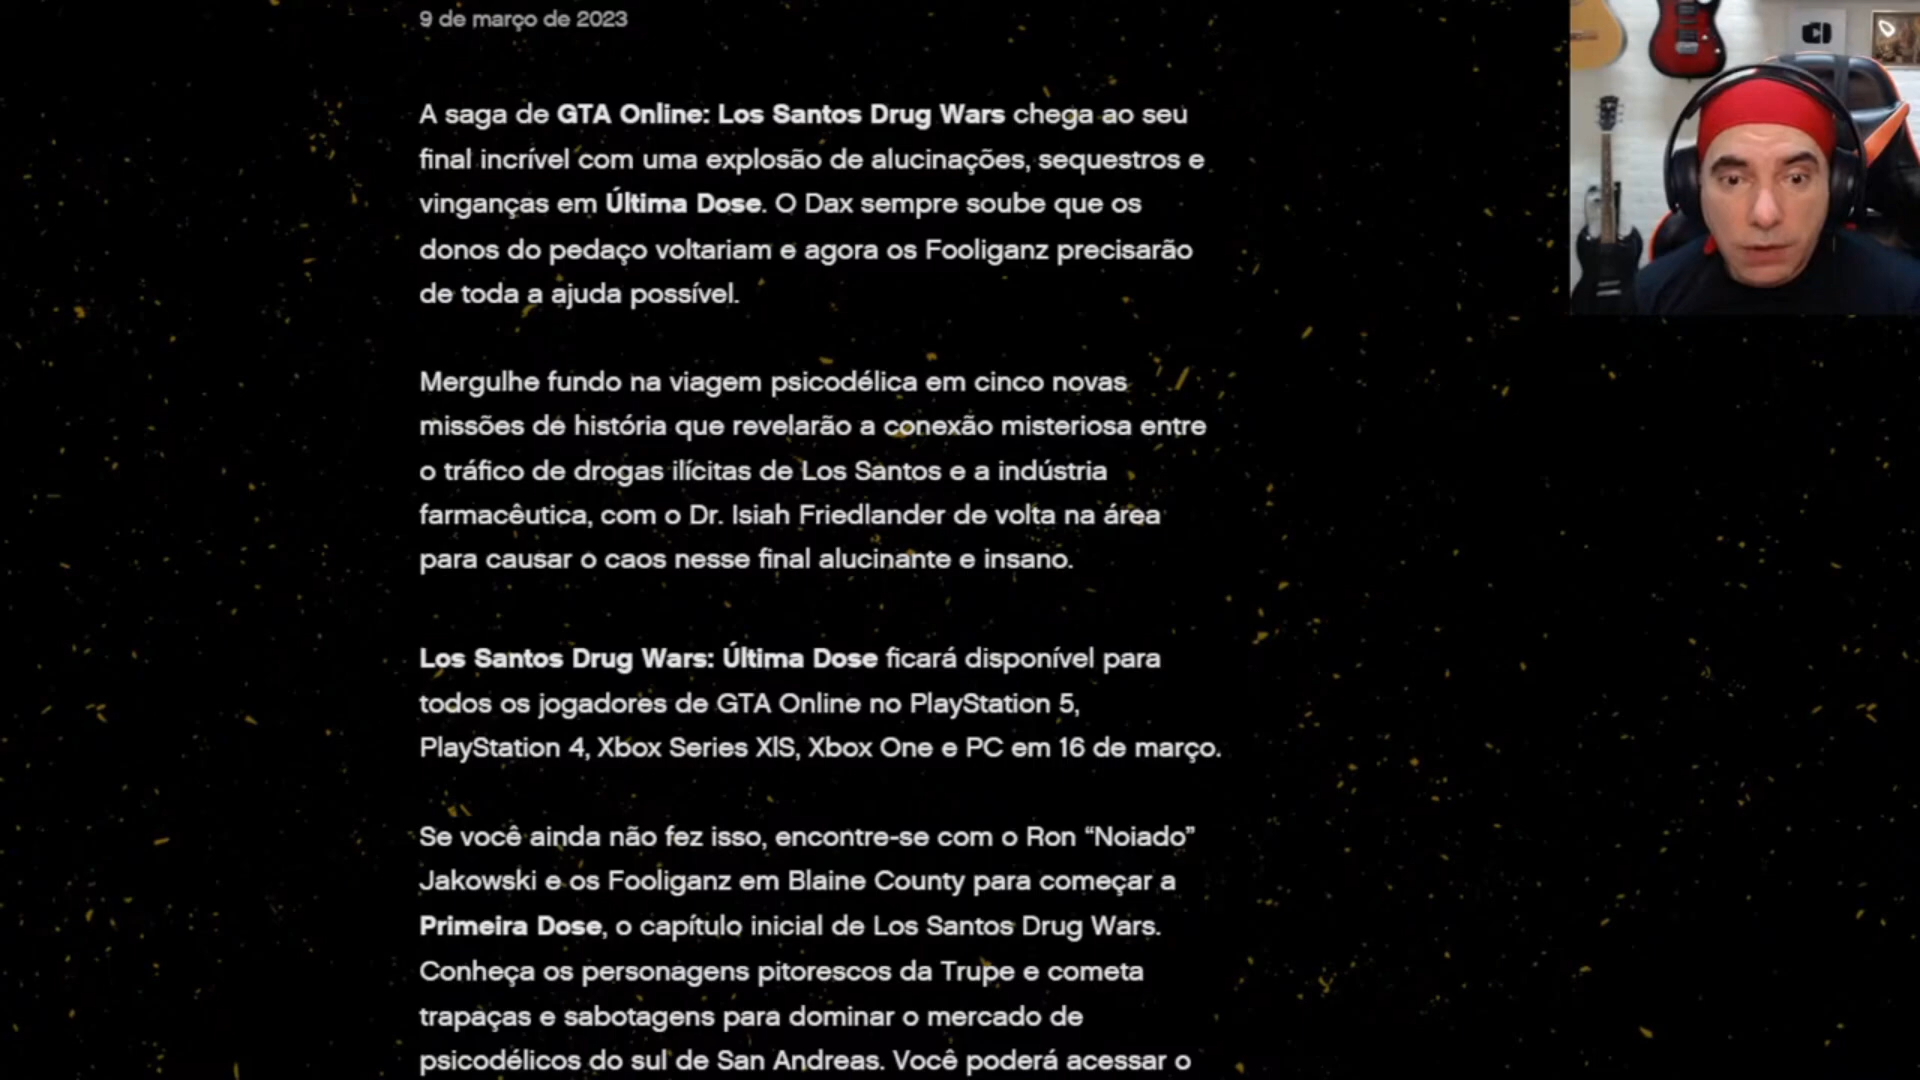 9 de março de 2023
A saga de GTA Online: Los Santos Drug Wars chega ao seu
final incrível com uma explosão de alucinações, sequestros e
vinganças em Última Dose. O Dax sempre soube que os
donos do pedaço voltariam e agora os Fooliganz precisarão
de toda a ajuda possível.
Mergulhe fundo na viagem psicodélica em cinco novas
missões de história que revelarão a conexão misteriosa entre
o tráfico de drogas ilícitas de Los Santos e a indústria
farmacêutica, com o Dr. Isiah Friedlander de volta na área
para causar o caos nesse final alucinante e insano.
Los Santos Drug Wars: Última Dose ficará disponível para
todos os jogadores de GTA Online no PlayStation 5,
PlayStation 4, Xbox Series X|S, Xbox One e PC em 16 de março.
Se você ainda não fez isso, encontre-se com o Ron “Noiado”
Jakowski e os Fooliganz em Blaine County para começar a
Primeira Dose, o capítulo inicial de Los Santos Drug Wars.
Conheça os personagens pitorescos da Trupe e cometa
trapaças e sabotagens para dominar o mercado de
psicodélicos do sul de San Andreas. Você poderá acessar o